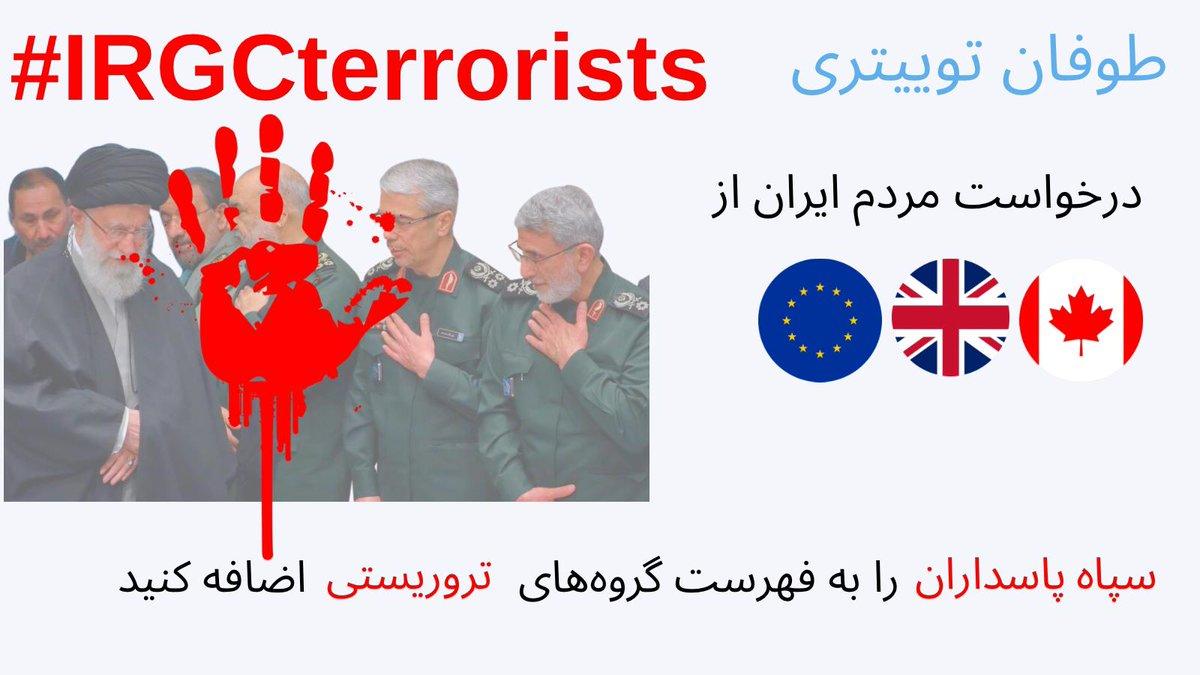 #IRGCterrorists
طوفان توییتری
درخواست مردم ایران از
سپاه پاسداران را به فهرست گروه‌های تروریستی اضافه کنید